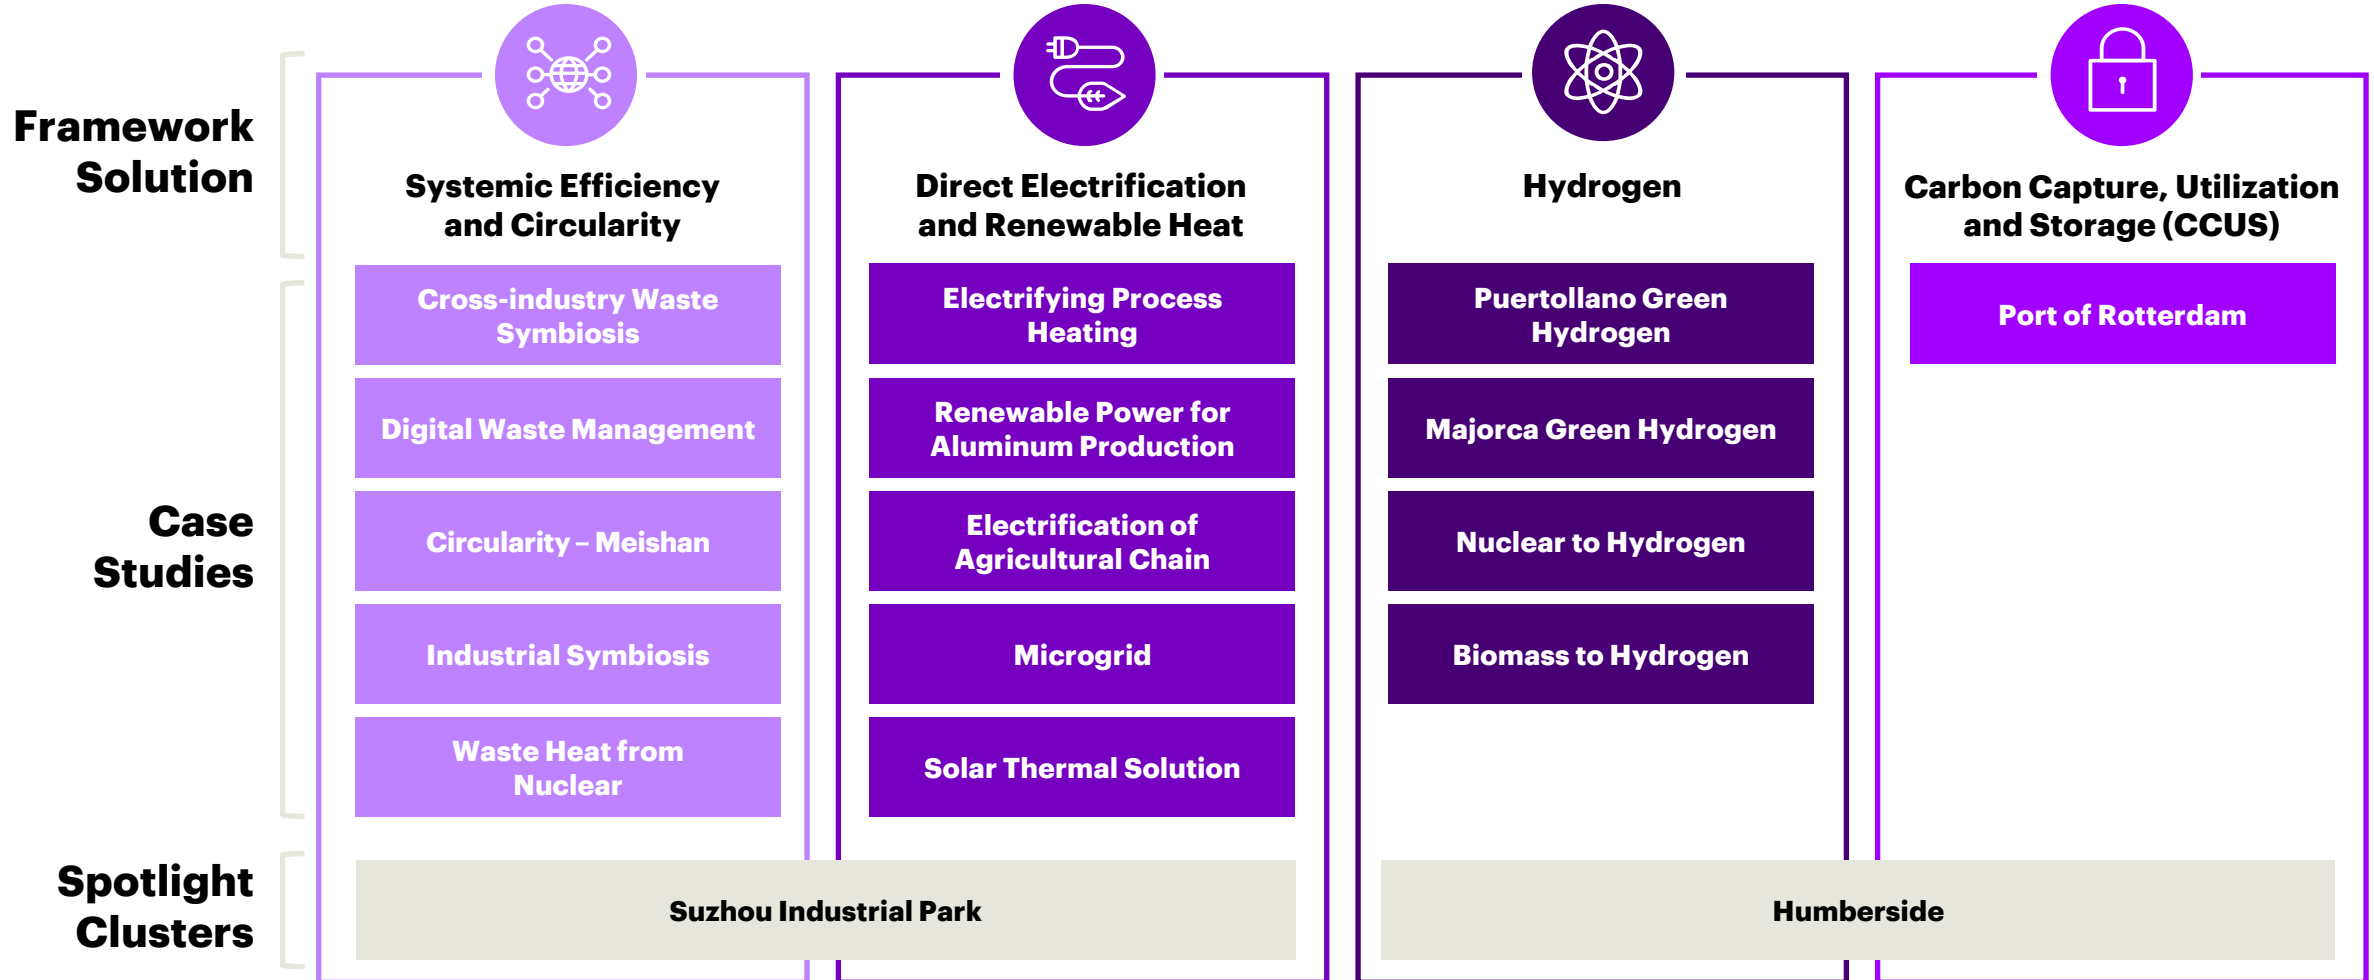 Framework
Solution
Systemic Efficiency
and Circularity
Direct Electrification
and Renewable Heat
Hydrogen
Carbon Capture, Utilization
and Storage (CCUS)
Case
Studies
Cross-industry Waste
Symbiosis
Digital Waste Management
Circularity – Meishan
Industrial Symbiosis
Waste Heat from
Nuclear
Electrifying Process
Heating
Renewable Power for
Aluminum Production
Electrification of
Agricultural Chain
Microgrid
Solar Thermal Solution
Puertollano Green
Hydrogen
Majorca Green Hydrogen
Nuclear to Hydrogen
Biomass to Hydrogen
Port of Rotterdam
Spotlight
Clusters
Suzhou Industrial Park
Humberside